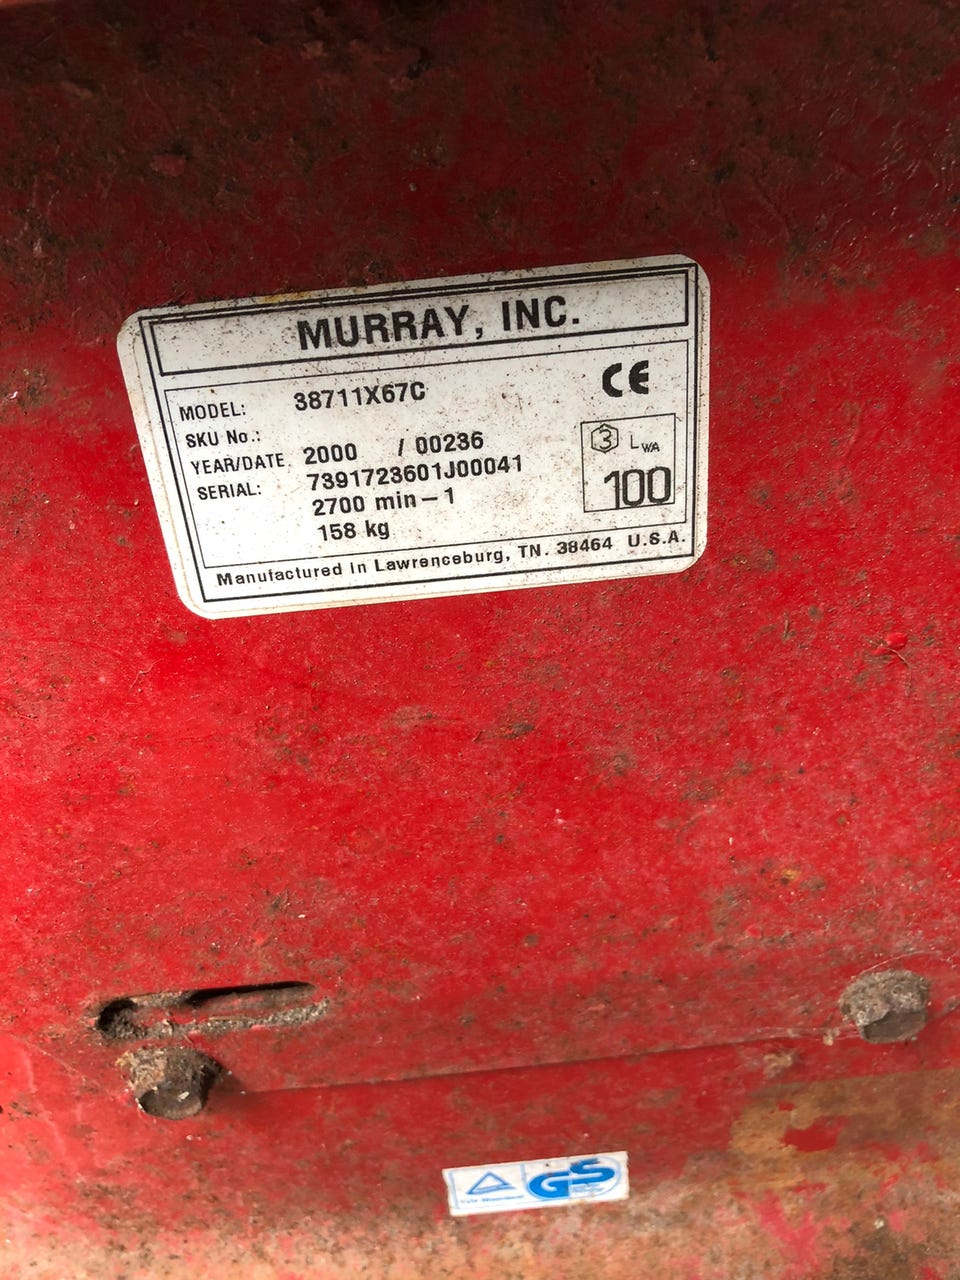 MURRAY, INC.
MODEL: 38711X67C
CE
SKU No.:
YEAR/DATE 2000 / 00236
SERIAL: 7391723601J00041
2700 min-1
158 kg
3 LWA
100
Manufactured in Lawrenceburg, TN. 38464 U.S.A.
GS